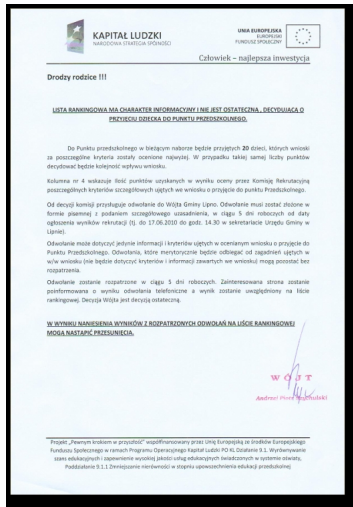 KAPITAŁ LUDZKI
NARODOWA STRATEGIA SPÓJNOŚCI
UNIA EUROPEJSKA
EUROPEJSKI
FUNDUSZ SPOŁECZNY
Człowiek – najlepsza inwestycja
Drodzy rodzice !!!
LISTA RANKINGOWA MA CHARAKTER INFORMACYJNY I NIE JEST OSTATECZNA , DECYDUJĄCĄ O
PRZYJĘCIU DZIECKA DO PUNKTU PRZEDSZKOLNEGO.
Do Punktu przedszkolnego w bieżącym naborze będzie przyjętych 20 dzieci, których wnioski
za poszczególne kryteria zostały ocenione najwyżej. W przypadku takiej samej liczby punktów
decydować będzie kolejność wpływu wniosku.
Kolumna nr 4 wskazuje ilość punktów uzyskanych w wyniku oceny przez Komisję Rekrutacyjną
poszczególnych kryteriów szczegółowych ujętych we wniosku o przyjęcie do punktu Przedszkolnego.
Od decyzji komisji przysługuje odwołanie do Wójta Gminy Lipno. Odwołanie musi zostać złożone w
formie pisemnej z podaniem szczegółowego uzasadnienia, w ciągu 5 dni roboczych od daty
ogłoszenia wyników rekrutacji (tj. do 17.06.2010 do godz. 14.30 w sekretariacie Urzędu Gminy w
Lipnie).
Odwołanie może dotyczyć jedynie informacji i kryteriów ujętych w ocenianym wniosku o przyjęcie do
Punktu Przedszkolnego. Odwołania, które merytorycznie będzie odbiegać od zagadnień ujętych w
w/w wniosku (nie będzie dotyczyć kryteriów i informacji zawartych we wniosku) mogą pozostać bez
rozpatrzenia.
Odwołanie zostanie rozpatrzone w ciągu 5 dni roboczych. Zainteresowana strona zostanie
poinformowana o wyniku odwołania telefonicznie a wynik zostanie uwzględniony na liście
rankingowej. Decyzja Wójta jest decyzją ostateczną.
W WYNIKU NANIESIENIA WYNIKÓW Z ROZPATRZONYCH ODWOŁAŃ NA LIŚCIE RANKINGOWEJ
MOGĄ NASTĄPIĆ PRZESUNIĘCIA.
WÓJT
Andrzej Piotr
Projekt „Pewnym krokiem w przyszłość" współfinansowany przez Unię Europejską ze środków Europejskiego
Funduszu Społecznego w ramach Programu Operacyjnego Kapitał Ludzki PO KL Działanie 9.1. Wyrównywanie
szans edukacyjnych i zapewnienie wysokiej jakości usług edukacyjnych świadczonych w systemie oświaty,
Poddziałanie 9.1.1 Zmniejszenie nierówności w stopniu upowszechnienia edukacji przedszkolnej